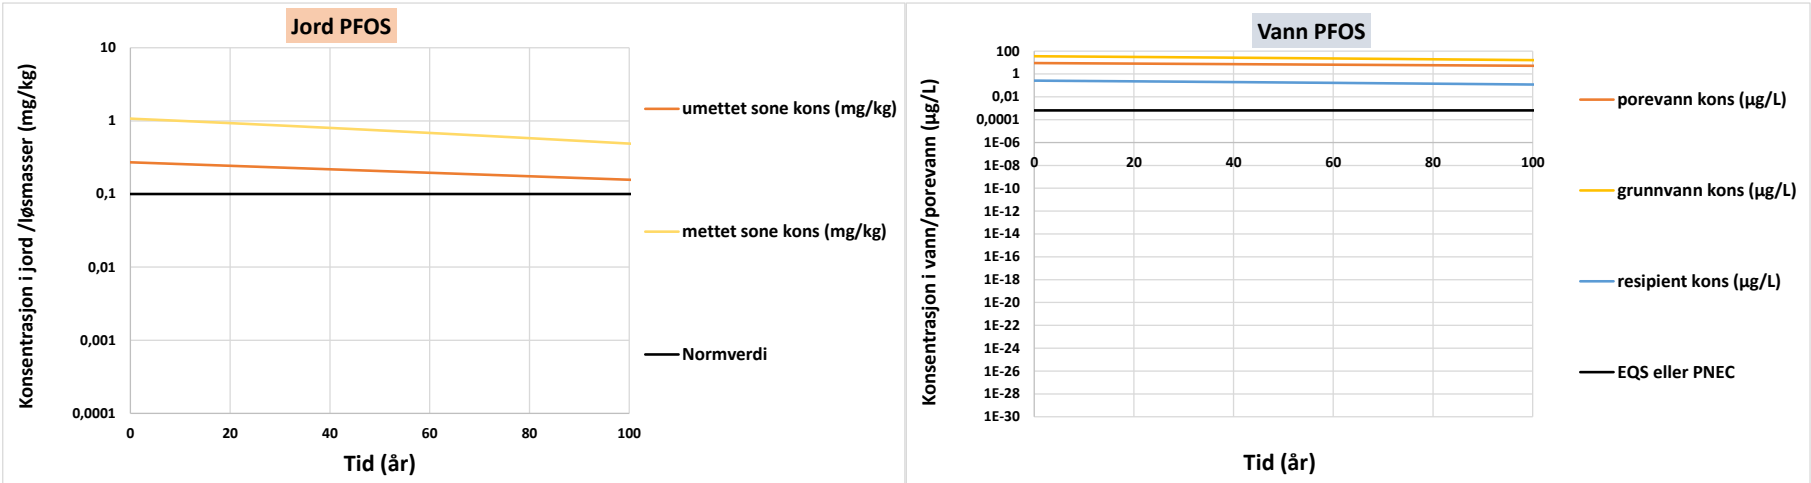 Jord PFOS
Konsentrasjon i jord /løsmasser (mg/kg)
10
1
0,1
0,01
0,001
0,0001
0
20
40
60
80
100
Tid (år)
umettet sone kons (mg/kg)
mettet sone kons (mg/kg)
Normverdi
Vann PFOS
Konsentrasjon i vann/porevann (µg/L)
100
1
0,01
0,0001
1E-06
1E-08
1E-10
1E-12
1E-14
1E-16
1E-18
1E-20
1E-22
1E-24
1E-26
1E-28
1E-30
0
20
40
60
80
100
Tid (år)
porevann kons (µg/L)
grunnvann kons (µg/L)
resipient kons (µg/L)
EQS eller PNEC